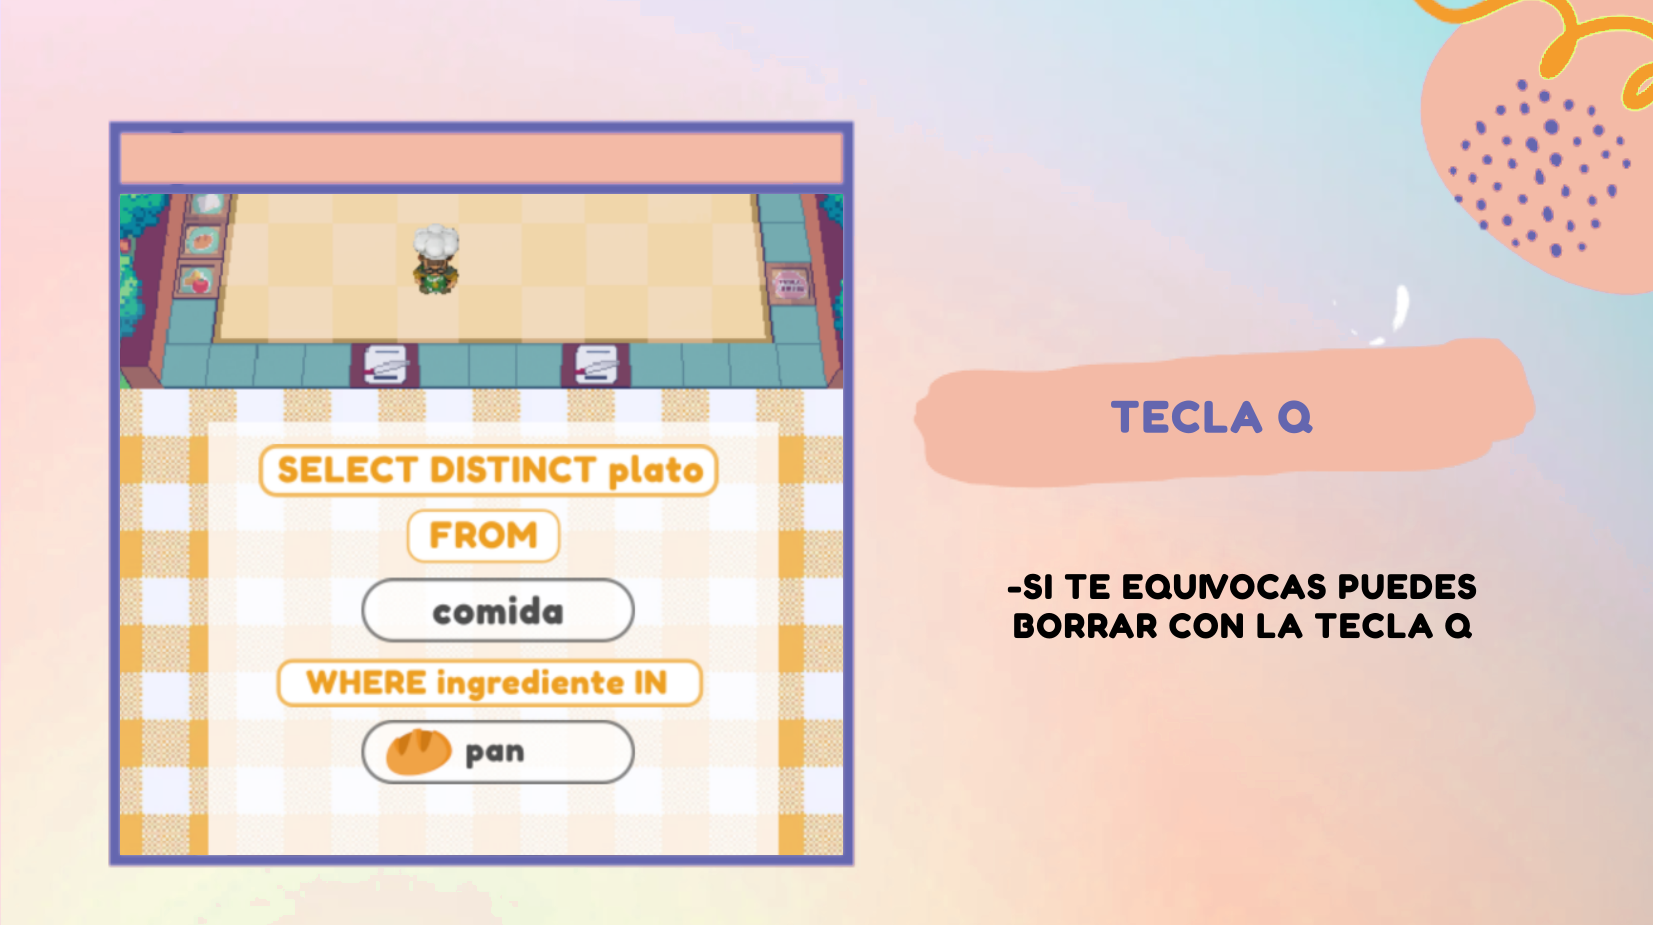 SELECT DISTINCT plato
FROM
comida
WHERE ingrediente IN
pan
TECLA Q
-SI TE EQUIVOCAS PUEDES
BORRAR CON LA TECLA Q